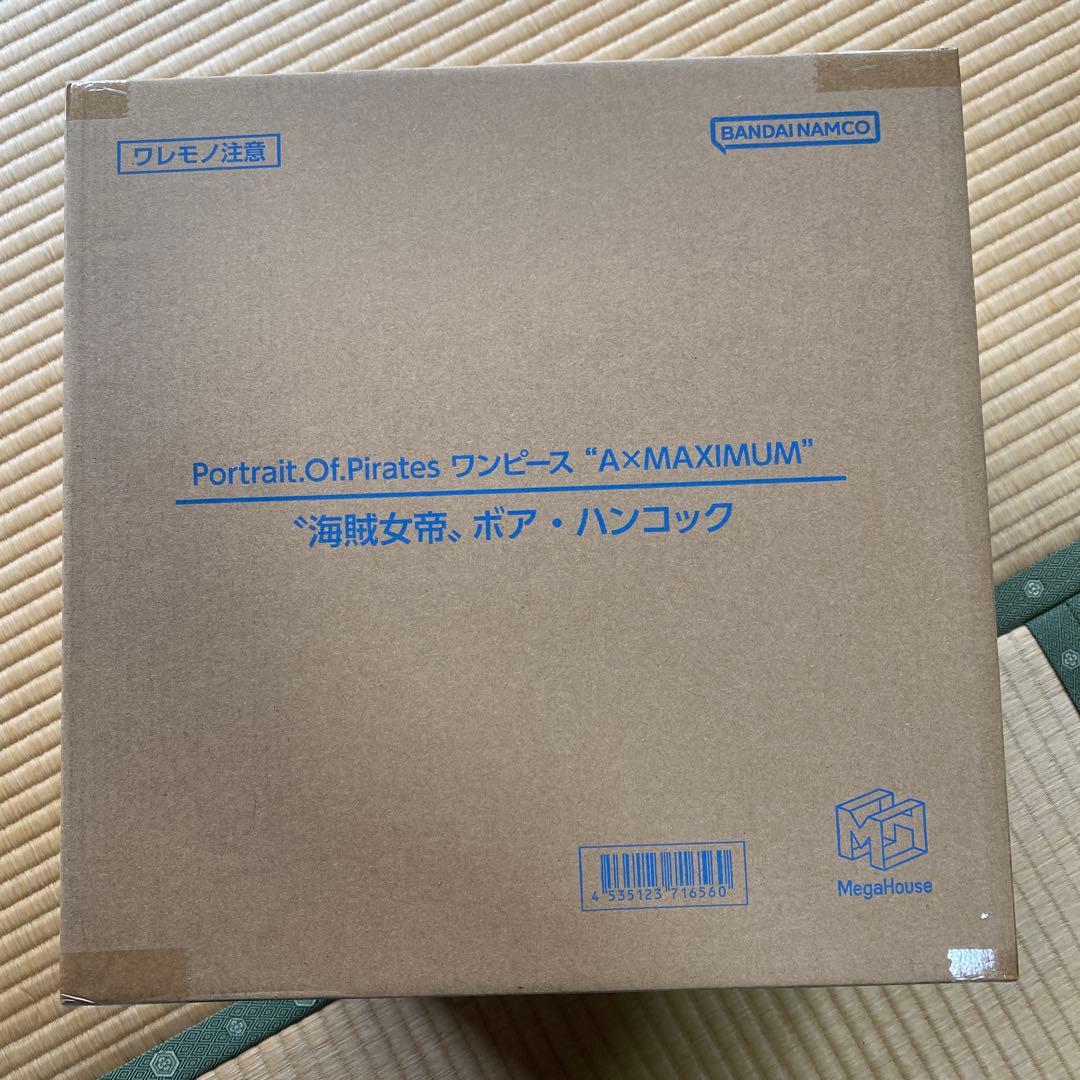 ワレモノ注意
BANDAI NAMCO
Portrait.Of.Pirates ワンピース “A×MAXIMUM”
〝海賊女帝〟ボア・ハンコック
4 535123 716560
MH
MegaHouse